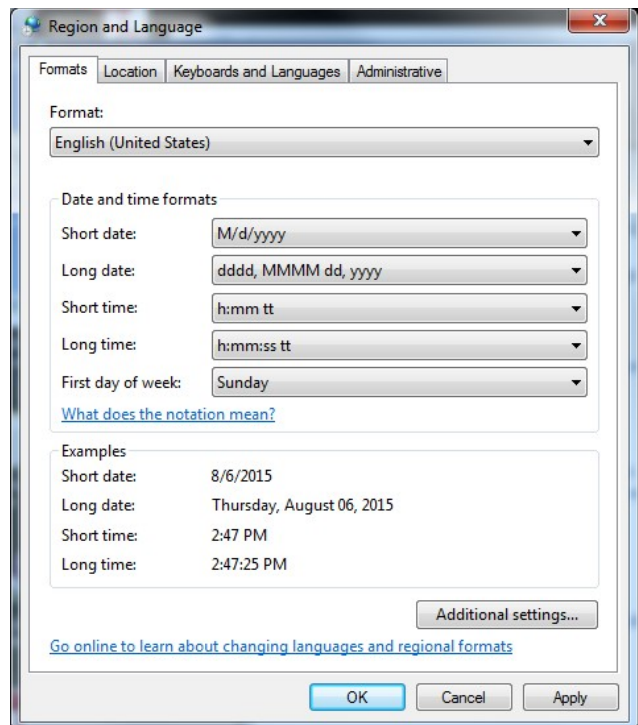 Region and Language
Formats Location Keyboards and Languages Administrative
Format:
English (United States)
Date and time formats
Short date: M/d/yyyy
Long date: dddd, MMMM dd, yyyy
Short time: h:mm tt
Long time: h:mm:ss tt
First day of week: Sunday
What does the notation mean?
Examples
Short date: 8/6/2015
Long date: Thursday, August 06, 2015
Short time: 2:47 PM
Long time: 2:47:25 PM
Additional settings...
Go online to learn about changing languages and regional formats
OK Cancel Apply